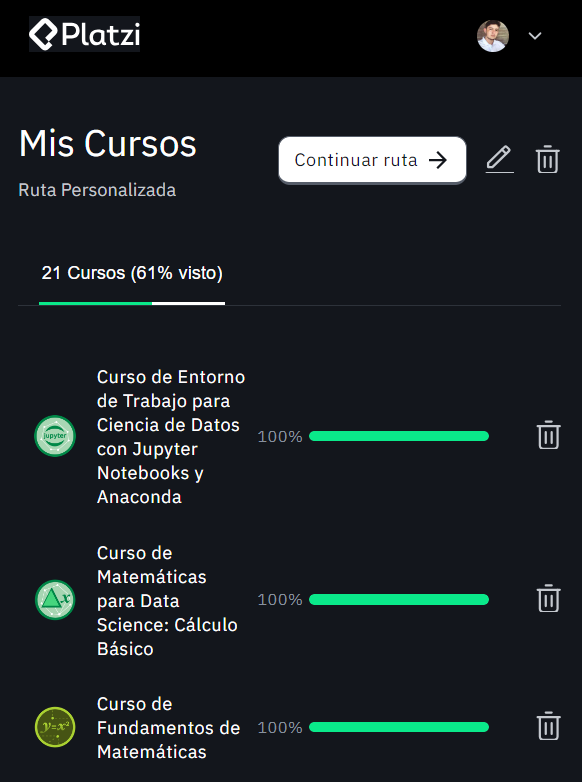 Platzi
Mis Cursos
Continuar ruta
Ruta Personalizada
21 Cursos (61% visto)
Curso de Entorno
de Trabajo para
Ciencia de Datos
con Jupyter
Notebooks y
Anaconda
jupyter
100%
Curso de
Matemáticas
para Data
Science: Cálculo
Básico
x
100%
Curso de
Fundamentos de
Matemáticas
y=x²
100%